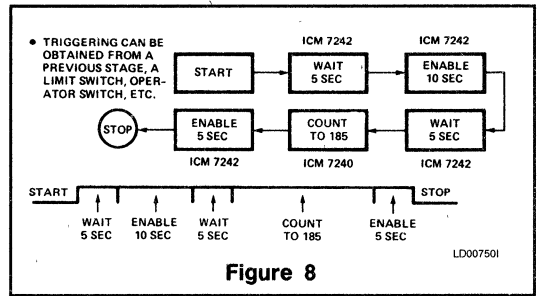 • TRIGGERING CAN BE
OBTAINED FROM A
PREVIOUS STAGE, A
LIMIT SWITCH, OPER-
ATOR SWITCH, ETC.
ICM 7242 ICM 7242
START
WAIT
5 SEC
ENABLE
10 SEC
STOP
ENABLE
5 SEC
COUNT
TO 185
WAIT
5 SEC
ICM 7242 ICM 7240 ICM 7242
START STOP
WAIT
5 SEC
ENABLE
10 SEC
WAIT
5 SEC
COUNT
TO 185
ENABLE
5 SEC
LD00750I
Figure 8